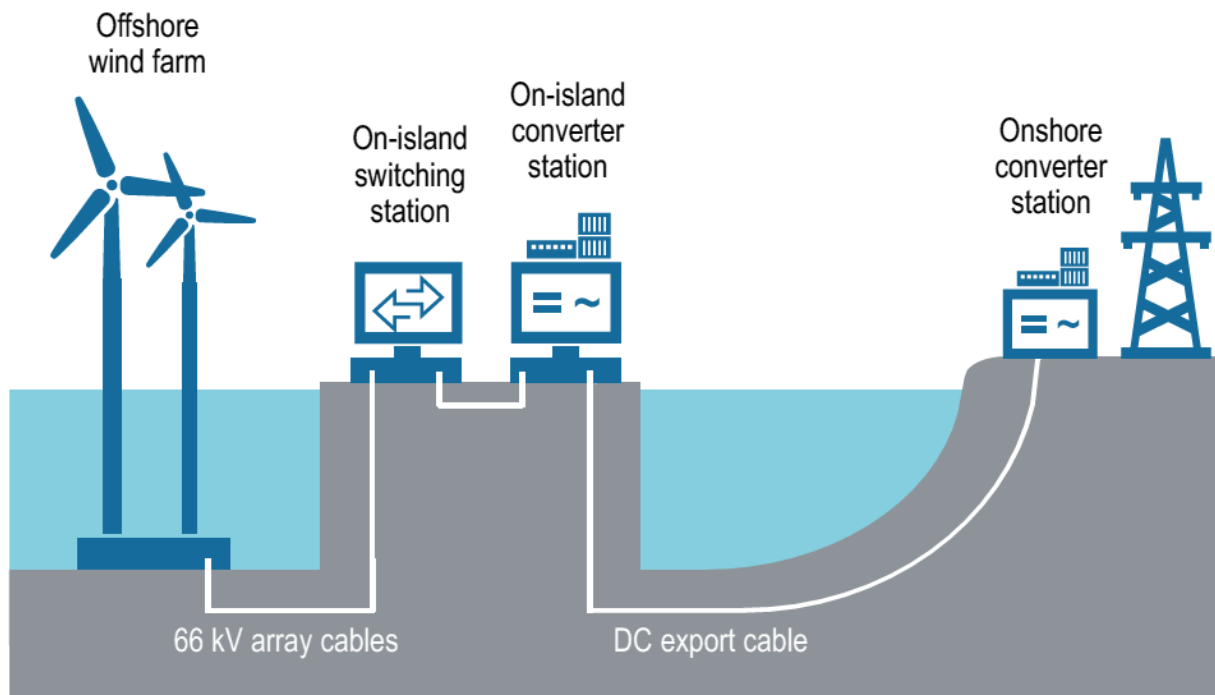 Offshore
wind farm
On-island
switching
station
On-island
converter
station
Onshore
converter
station
= ~
= ~
66 kV array cables
DC export cable